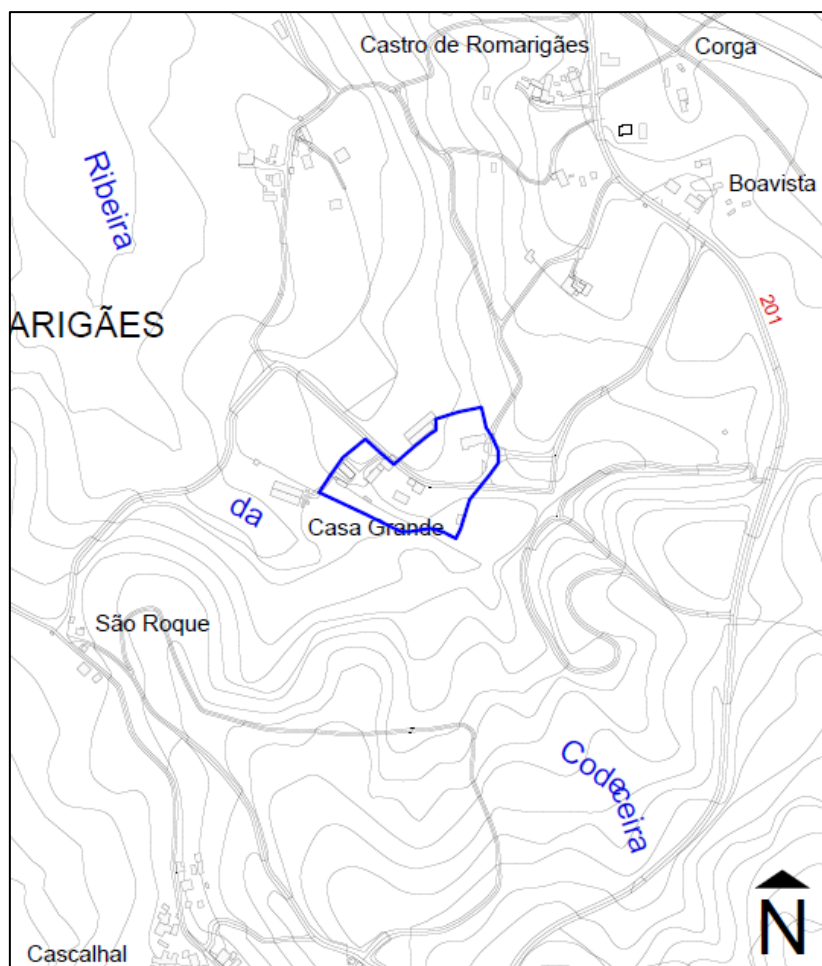 Castro de Romarigães
Corga
Ribeira
Boavista
201
ARIGÃES
da
Casa Grande
São Roque
Codeceira
N
Cascalhal